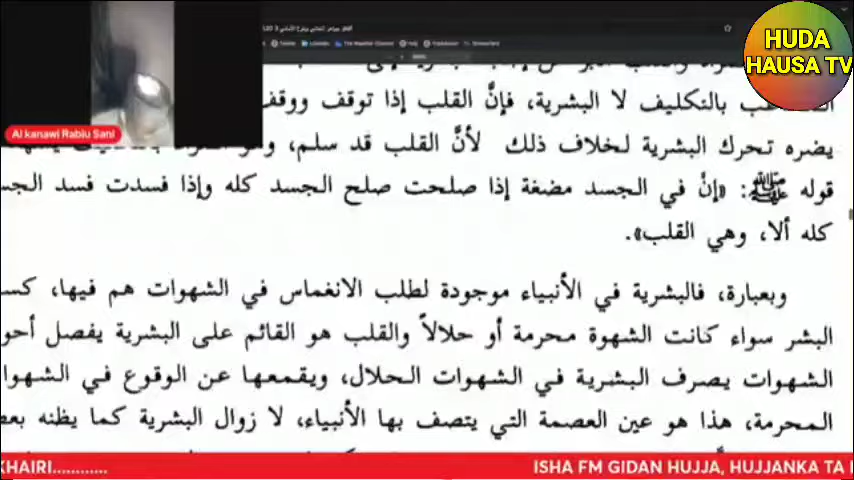 HUDA
HAUSA TV
Al kanawi Rabiu Sani
بالتكليف لا البشرية، فإنَّ القلب إذا توقف ووقف
يضره تحرك البشرية لخلاف ذلك لأنَّ القلب قد سلم،
قوله ﷺ: «إنَّ في الجسد مضغة إذا صلحت صلح الجسد كله وإذا فسدت فسد
كله ألا، وهي القلب».
وبعبارة، فالبشرية في الأنبياء موجودة لطلب الانغماس في الشهوات هم فيها،
البشر سواء كانت الشهوة محرمة أو حلالاً والقلب هو القائم على البشرية يفصل
الشهوات يصرف البشرية في الشهوات الحلال، ويقمعها عن الوقوع في
المحرمة، هذا هو عين العصمة التي يتصف بها الأنبياء، لا زوال البشرية كما يظنه
KHAIRI............ ISHA FM GIDAN HUJJA, HUJJANKA TA